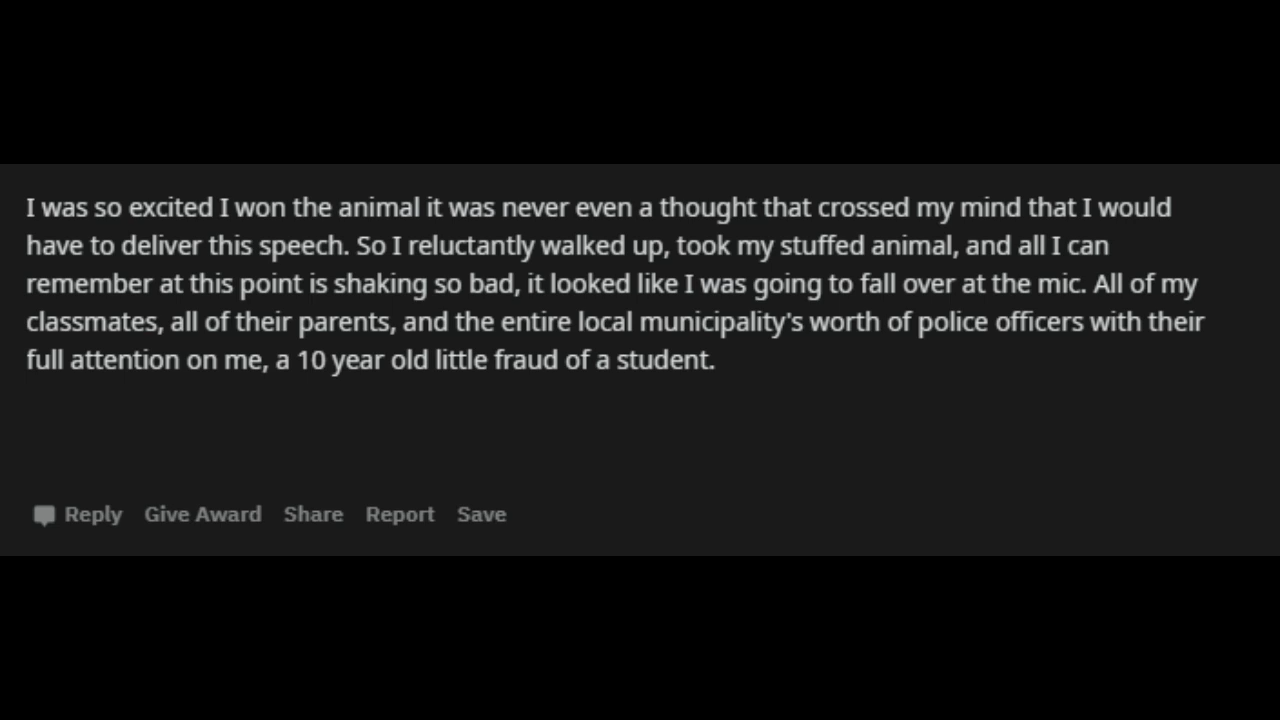 I was so excited I won the animal it was never even a thought that crossed my mind that I would
have to deliver this speech. So I reluctantly walked up, took my stuffed animal, and all I can
remember at this point is shaking so bad, it looked like I was going to fall over at the mic. All of my
classmates, all of their parents, and the entire local municipality's worth of police officers with their
full attention on me, a 10 year old little fraud of a student.
Reply Give Award Share Report Save